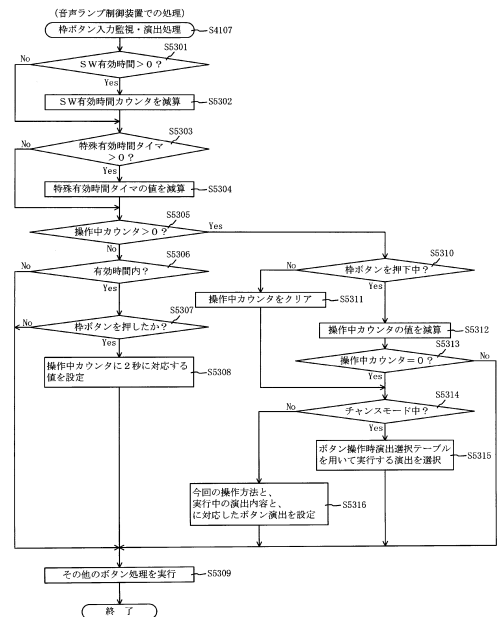 (音声ランプ制御装置での処理)
枠ボタン入力監視・演出処理
S4107
S5301
SW有効時間>0?
No
Yes
SW有効時間カウンタを減算
S5302
S5303
No
特殊有効時間タイマ
>0?
Yes
特殊有効時間タイマの値を減算
S5304
S5305
操作中カウンタ>0?
Yes
No
S5306
No
有効時間内?
Yes
S5307
No
枠ボタンを押したか?
Yes
操作中カウンタに2秒に対応する
値を設定
S5308
S5310
No
枠ボタンを押下中?
Yes
操作中カウンタをクリア
S5311
操作中カウンタの値を減算
S5312
S5313
操作中カウンタ=0?
No
Yes
S5314
No
チャンスモード中?
Yes
ボタン操作時演出選択テーブル
を用いて実行する演出を選択
S5315
今回の操作方法と、
実行中の演出内容と、
に対応したボタン演出を設定
S5316
その他のボタン処理を実行
S5309
終 了